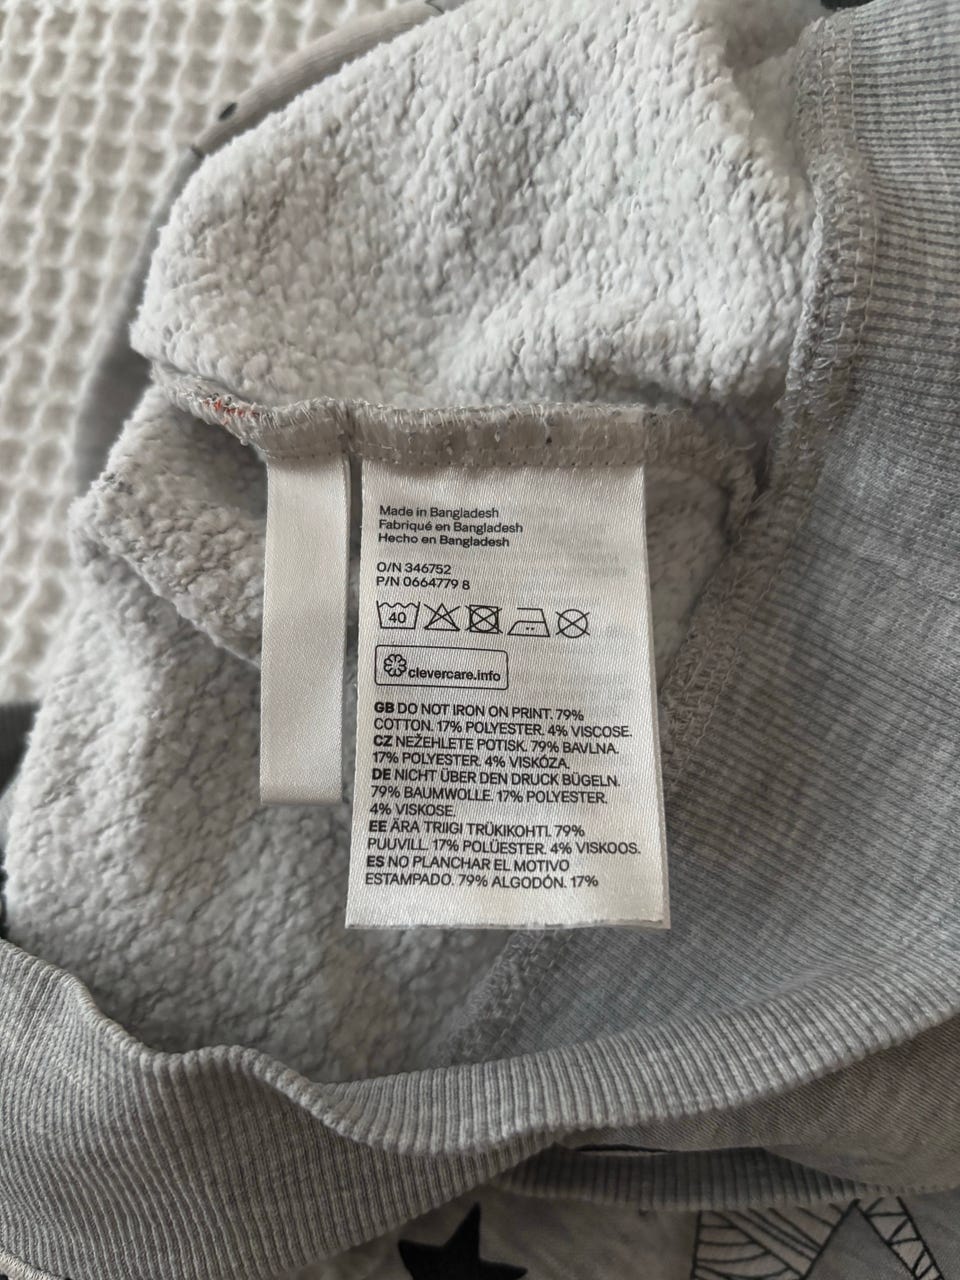 Made in Bangladesh
Fabriqué en Bangladesh
Hecho en Bangladesh
O/N 346752
P/N 0664779 8
40
clevercare.info
GB DO NOT IRON ON PRINT. 79%
COTTON. 17% POLYESTER. 4% VISCOSE.
CZ NEŽEHLETE POTISK. 79% BAVLNA.
17% POLYESTER. 4% VISKÓZA.
DE NICHT ÜBER DEN DRUCK BÜGELN.
79% BAUMWOLLE. 17% POLYESTER.
4% VISKOSE.
EE ÄRA TRIIGI TRÜKIKOHTI. 79%
PUUVILL. 17% POLÜESTER. 4% VISKOOS.
ES NO PLANCHAR EL MOTIVO
ESTAMPADO. 79% ALGODÓN. 17%